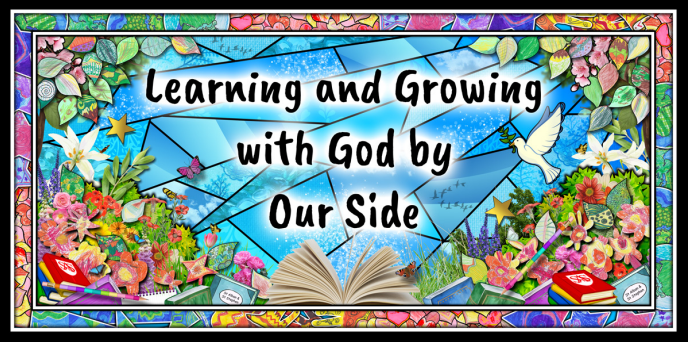 Learning and Growing
with God by
Our Side